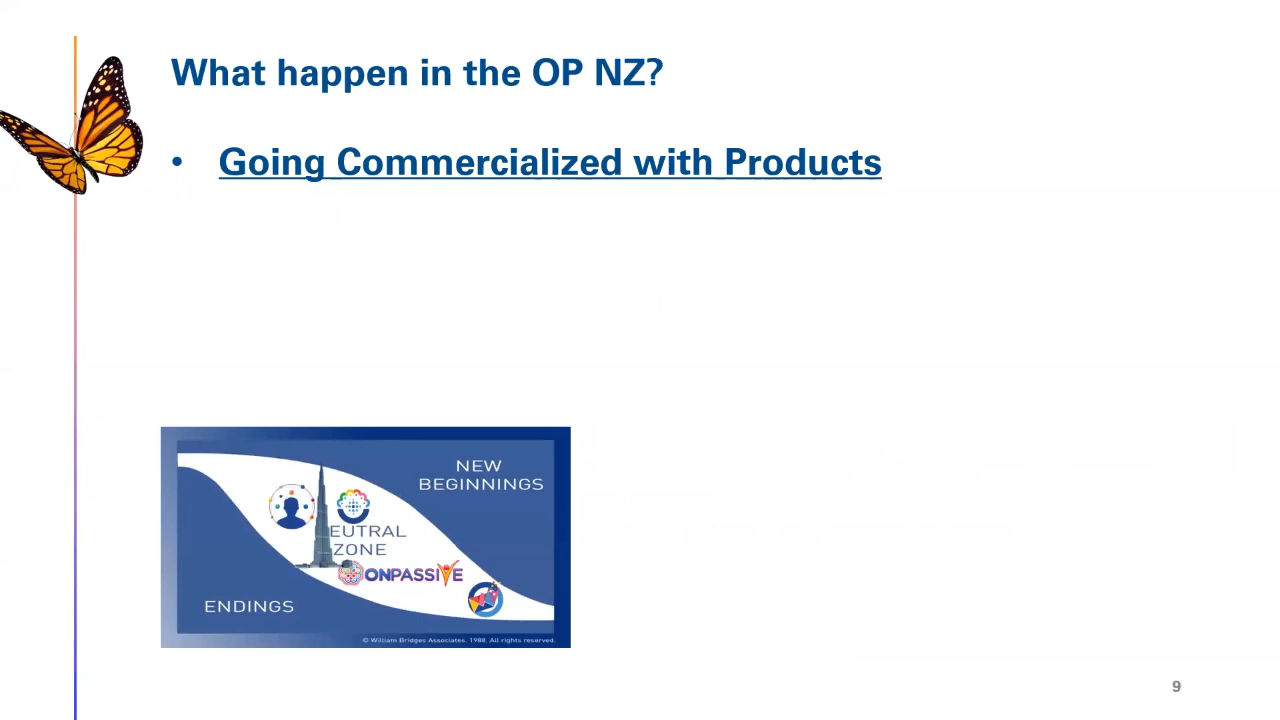 What happen in the OP NZ?
• Going Commercialized with Products
NEW
BEGINNINGS
EUTRAL
ZONE
ONPASSIVE
ENDINGS
© William Bridges Associates. 1988. All rights reserved.
9